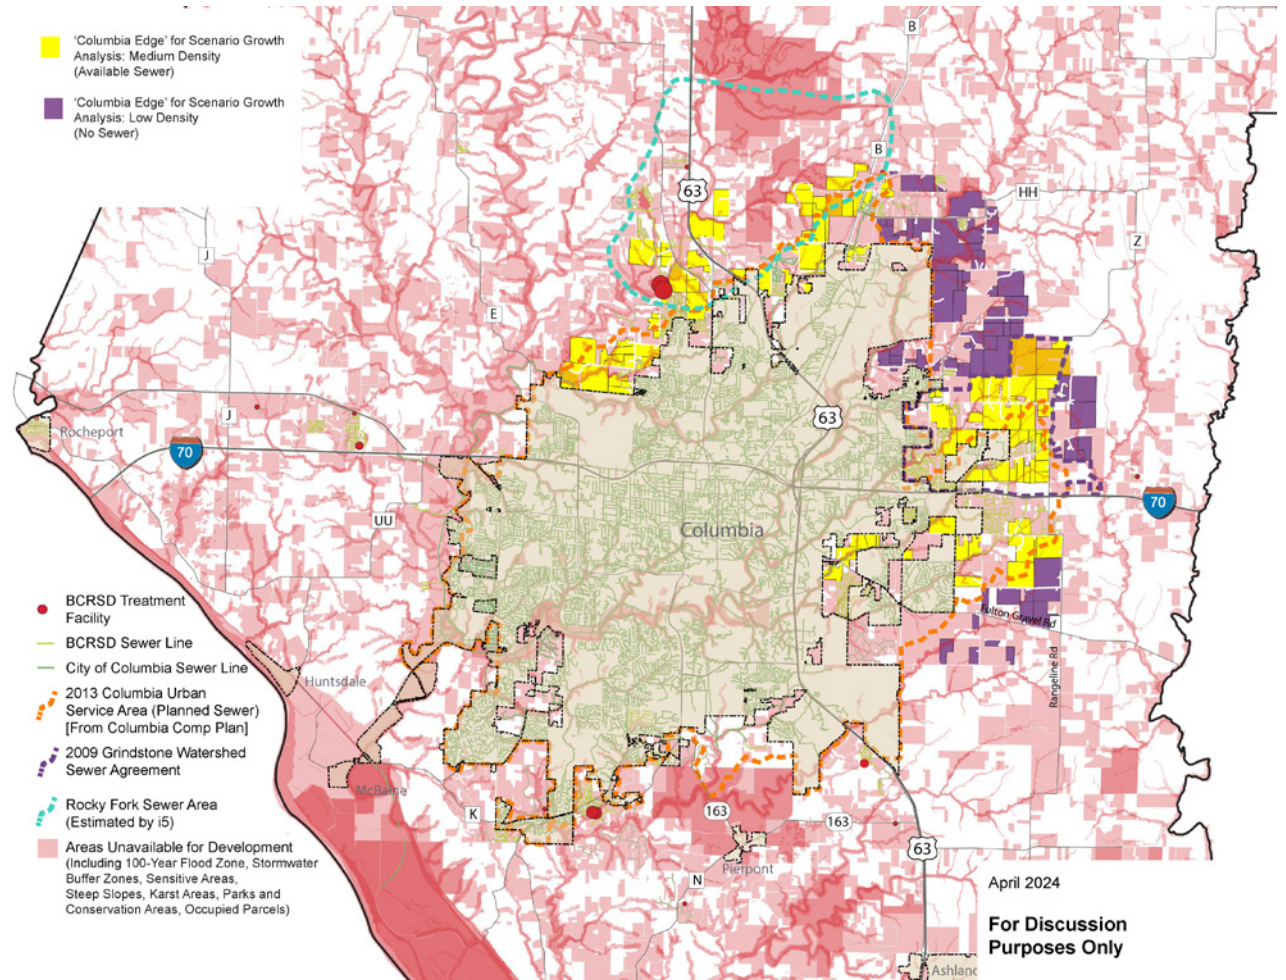 'Columbia Edge' for Scenario Growth
Analysis: Medium Density
(Available Sewer)
'Columbia Edge' for Scenario Growth
Analysis: Low Density
(No Sewer)
B
B
63
HH
Z
J
E
J
63
Rocheport
70
UU
Columbia
70
BCRSD Treatment
Facility
BCRSD Sewer Line
City of Columbia Sewer Line
2013 Columbia Urban
Service Area (Planned Sewer)
[From Columbia Comp Plan]
2009 Grindstone Watershed
Sewer Agreement
Rocky Fork Sewer Area
(Estimated by i5)
Areas Unavailable for Development
(Including 100-Year Flood Zone, Stormwater
Buffer Zones, Sensitive Areas,
Steep Slopes, Karst Areas, Parks and
Conservation Areas, Occupied Parcels)
Fulton Gravel Rd
Rangeline Rd
Huntsdale
McBaine
K
163
163
63
Pierpont
N
April 2024
For Discussion
Purposes Only
Ashlanc